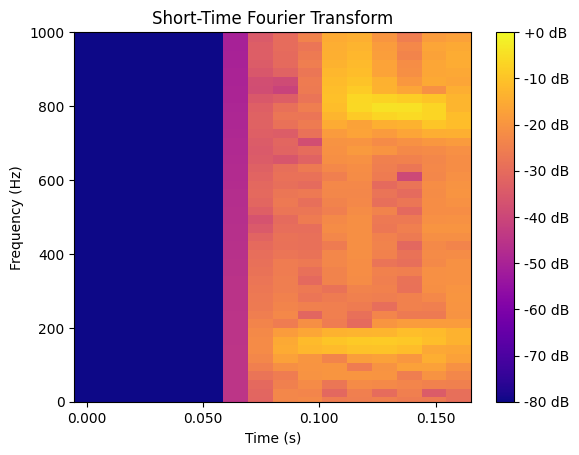 Short-Time Fourier Transform
1000
800
600
400
200
0
Frequency (Hz)
0.000
0.050
0.100
0.150
Time (s)
+0 dB
-10 dB
-20 dB
-30 dB
-40 dB
-50 dB
-60 dB
-70 dB
-80 dB